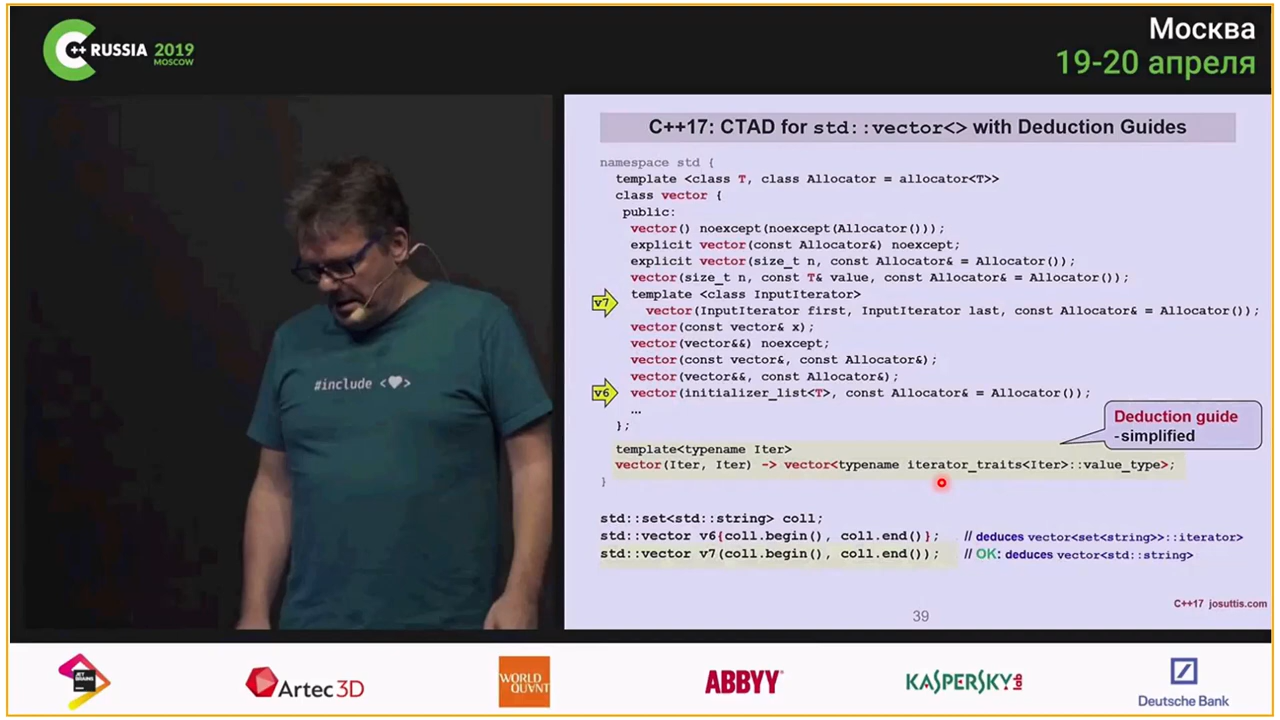 C++ RUSSIA 2019
MOSCOW
Москва
19-20 апреля
#include <♥>
C++17: CTAD for std::vector<> with Deduction Guides
namespace std {
template <class T, class Allocator = allocator<T>>
class vector {
public:
vector() noexcept(noexcept(Allocator()));
explicit vector(const Allocator&) noexcept;
explicit vector(size_t n, const Allocator& = Allocator());
vector(size_t n, const T& value, const Allocator& = Allocator());
template <class InputIterator>
v7
vector(InputIterator first, InputIterator last, const Allocator& = Allocator());
vector(const vector& x);
vector(vector&&) noexcept;
vector(const vector&, const Allocator&);
vector(vector&&, const Allocator&);
v6
vector(initializer_list<T>, const Allocator& = Allocator());
...
};
Deduction guide
-simplified
template<typename Iter>
vector(Iter, Iter) -> vector<typename iterator_traits<Iter>::value_type>;
}
std::set<std::string> coll;
std::vector v6{coll.begin(), coll.end()}; // deduces vector<set<string>>::iterator>
std::vector v7(coll.begin(), coll.end()); // OK: deduces vector<std::string>
C++17 josuttis.com
39
JET BRAINS
Artec3D
WORLD QUANT
ABBYY
KASPERSKY lab
Deutsche Bank